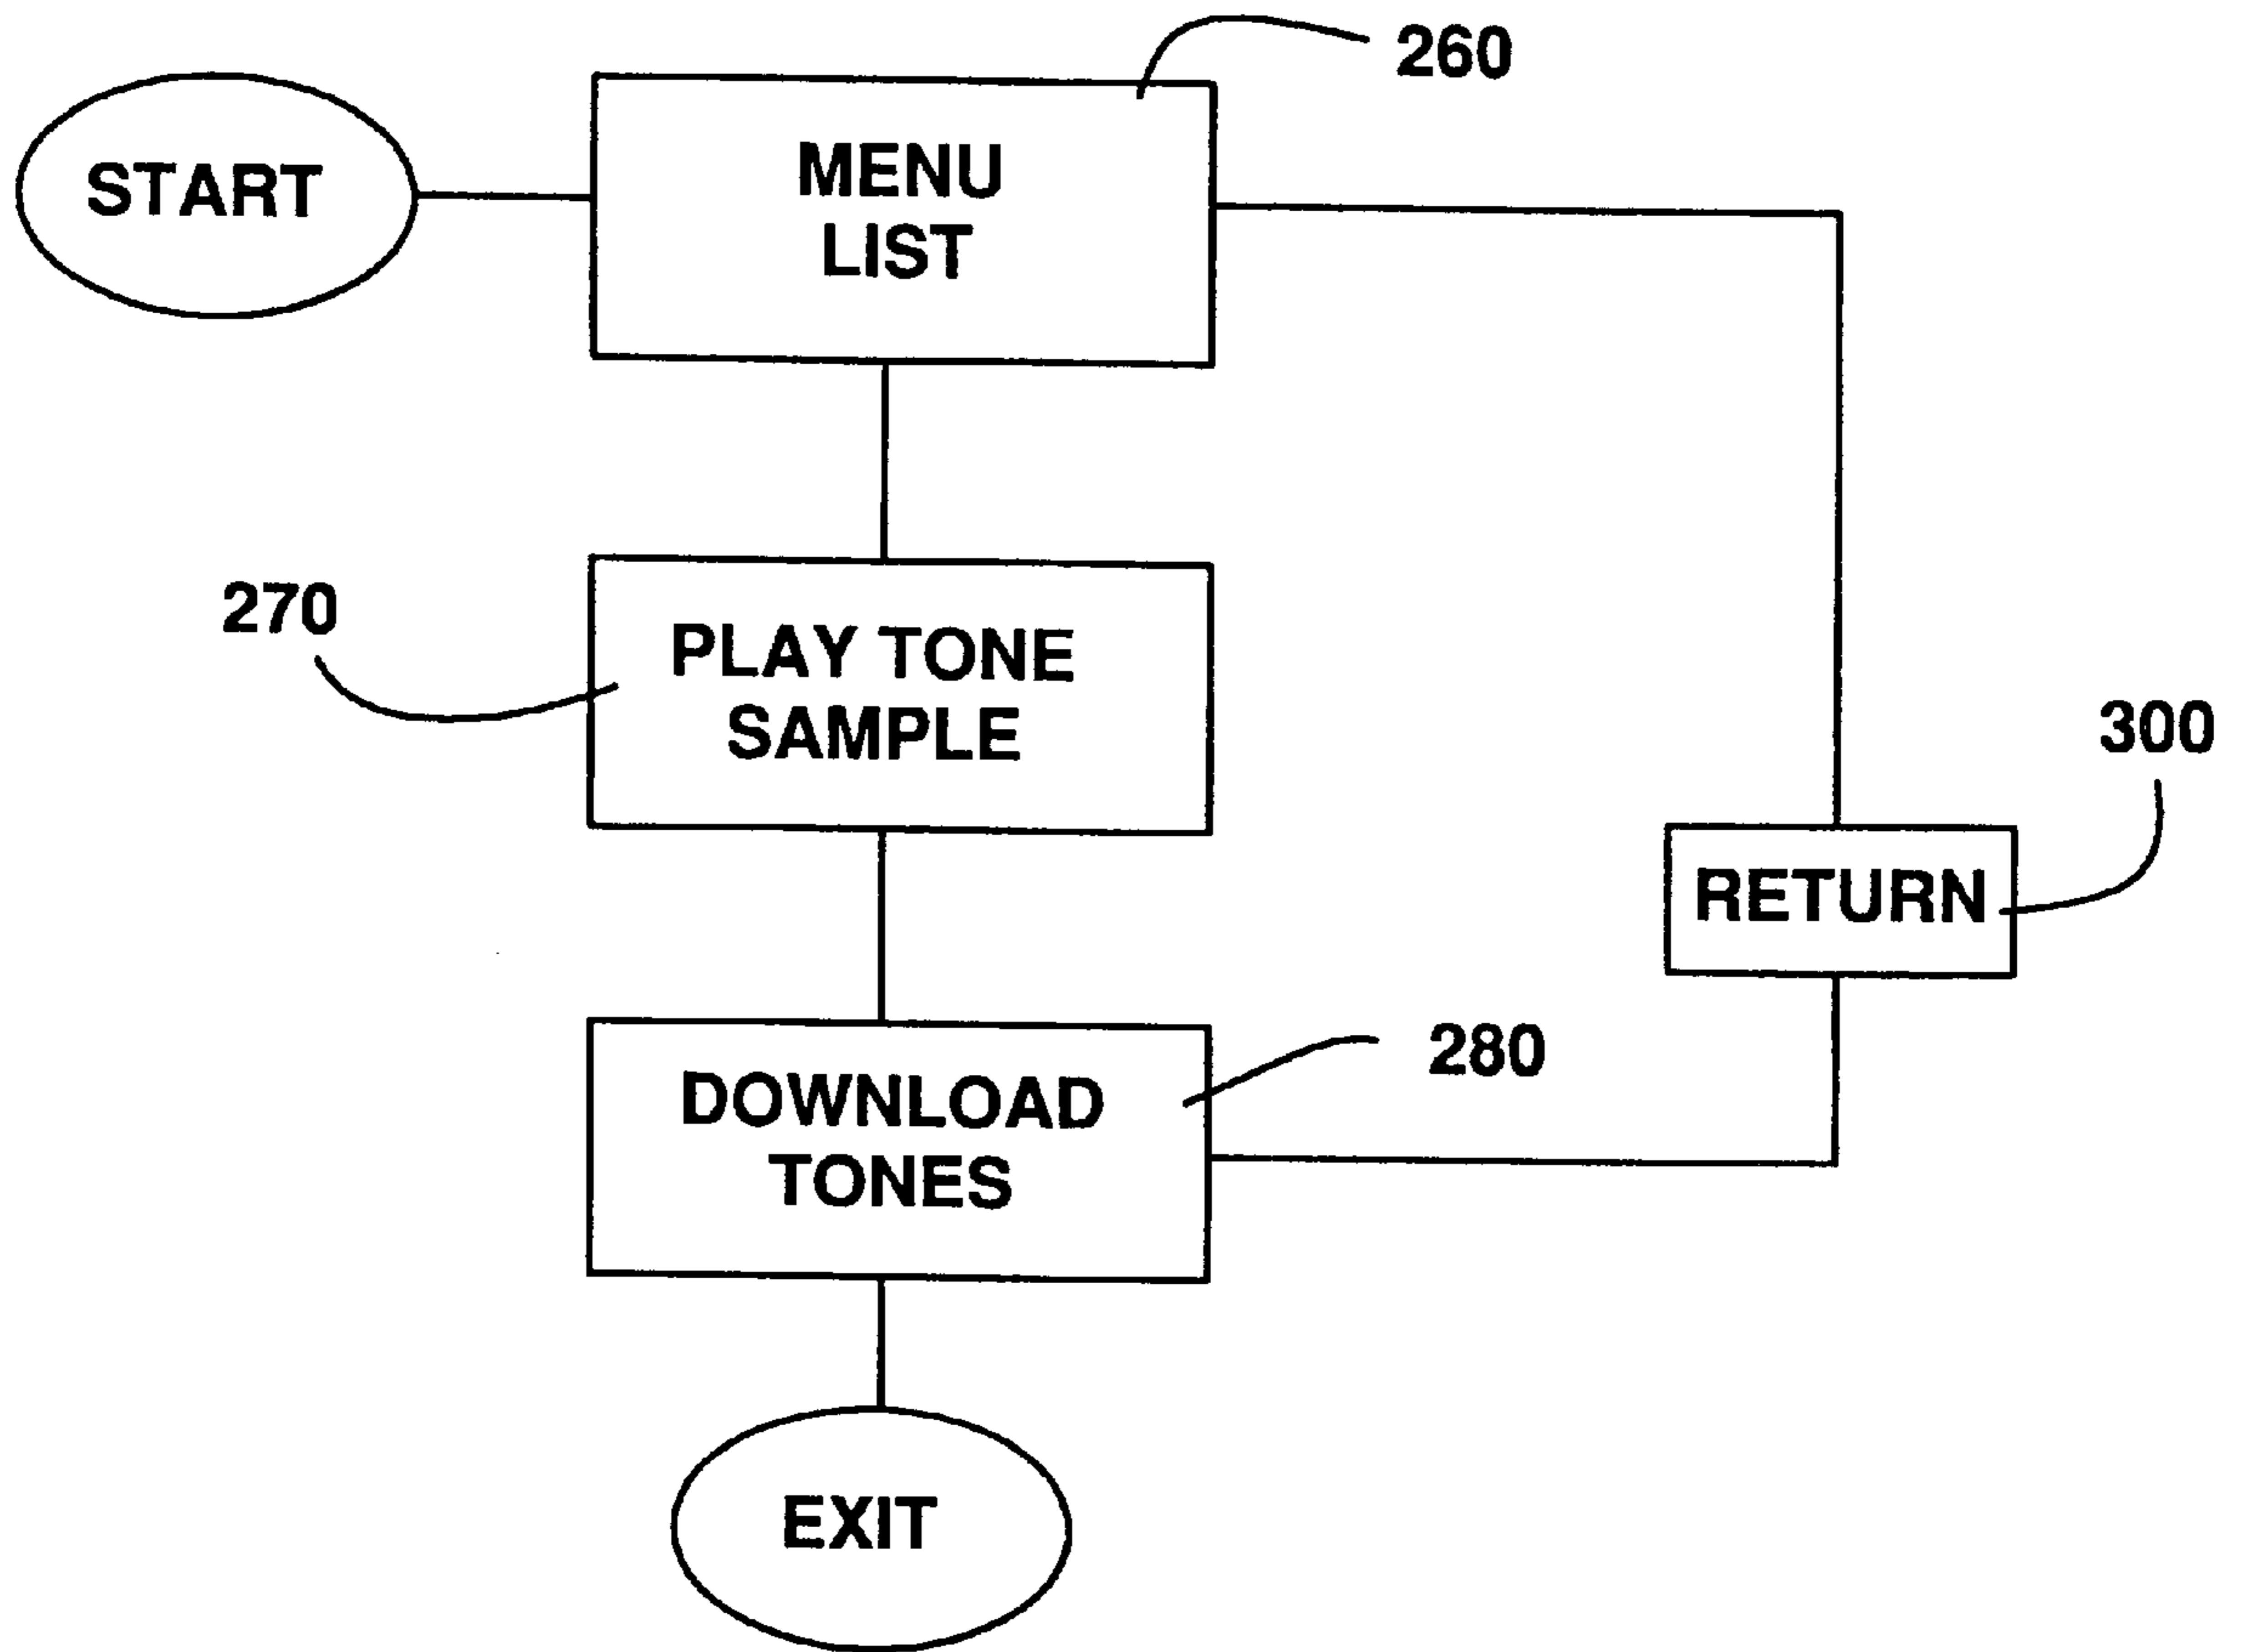 260
START
MENU
LIST
270
PLAY TONE
SAMPLE
300
RETURN
280
DOWNLOAD
TONES
EXIT